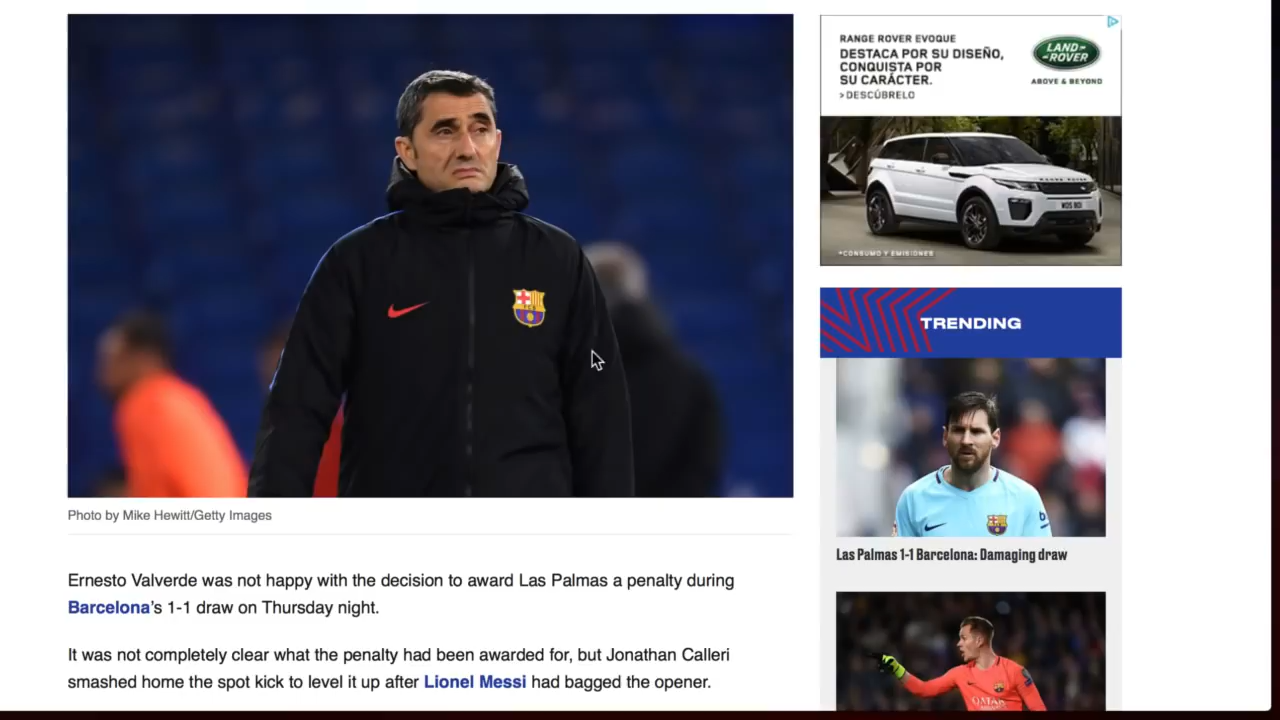 RANGE ROVER EVOQUE
DESTACA POR SU DISEÑO,
CONQUISTA POR
SU CARÁCTER.
>DESCÚBRELO
LAND-
-ROVER
ABOVE & BEYOND
*CONSUMO Y EMISIONES
TRENDING
Las Palmas 1-1 Barcelona: Damaging draw
QATAR
Photo by Mike Hewitt/Getty Images
Ernesto Valverde was not happy with the decision to award Las Palmas a penalty during
Barcelona's 1-1 draw on Thursday night.
It was not completely clear what the penalty had been awarded for, but Jonathan Calleri
smashed home the spot kick to level it up after Lionel Messi had bagged the opener.